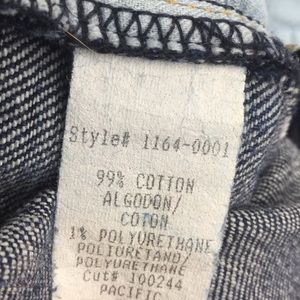 Style# 1164-0001
99% COTTON
ALGODON/
COTON
1% POLYURETHANE
POLIURETANO/
POLYURETHANE
Cut# 100244
PACIFIC